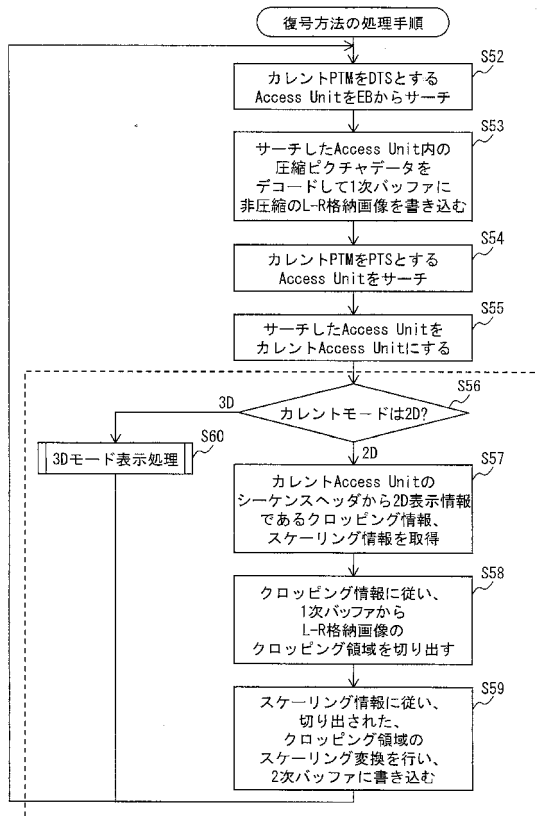 復号方法の処理手順
S52
カレントPTMをDTSとする
Access UnitをEBからサーチ
S53
サーチしたAccess Unit内の
圧縮ピクチャデータを
デコードして1次バッファに
非圧縮のL-R格納画像を書き込む
S54
カレントPTMをPTSとする
Access Unitをサーチ
S55
サーチしたAccess Unitを
カレントAccess Unitにする
S56
カレントモードは2D?
3D
2D
S60
3Dモード表示処理
S57
カレントAccess Unitの
シーケンスヘッダから2D表示情報
であるクロッピング情報、
スケーリング情報を取得
S58
クロッピング情報に従い、
1次バッファから
L-R格納画像の
クロッピング領域を切り出す
S59
スケーリング情報に従い、
切り出された、
クロッピング領域の
スケーリング変換を行い、
2次バッファに書き込む